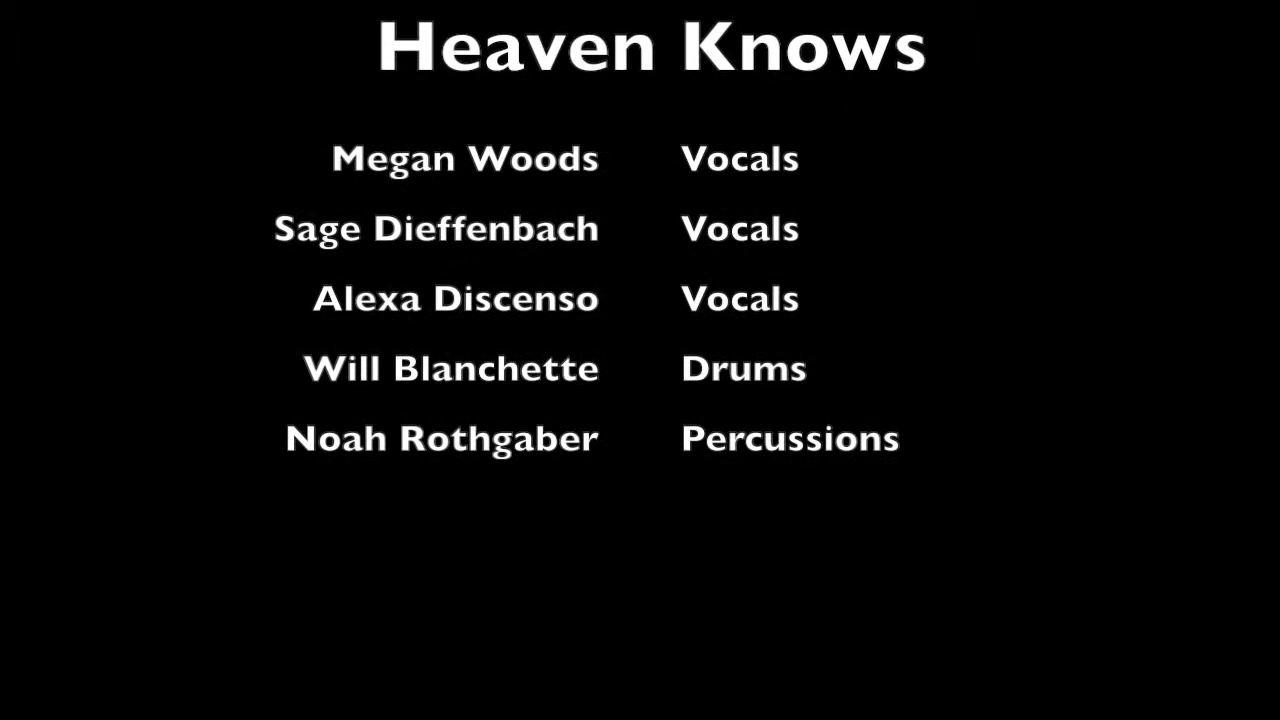 Heaven Knows
Megan Woods Vocals
Sage Dieffenbach Vocals
Alexa Discenso Vocals
Will Blanchette Drums
Noah Rothgaber Percussions